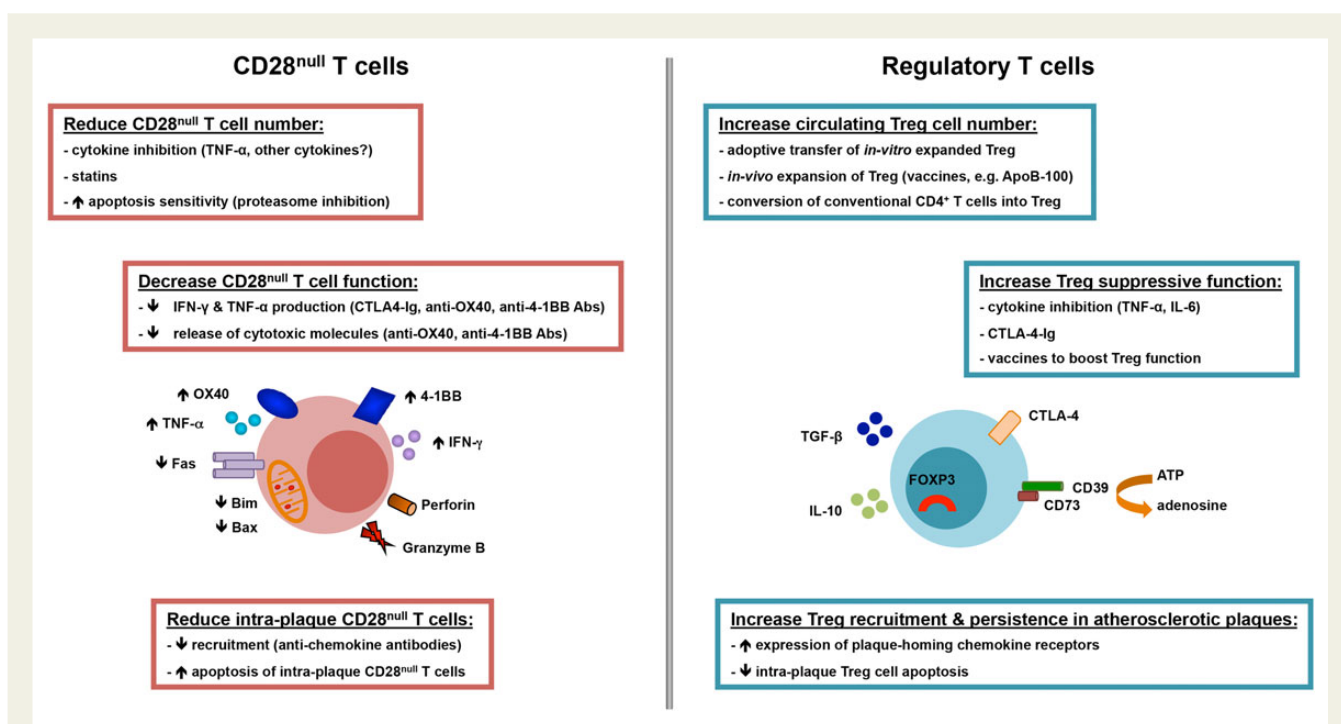 CD28null T cells
Reduce CD28null T cell number:
- cytokine inhibition (TNF-α, other cytokines?)
- statins
- ↑ apoptosis sensitivity (proteasome inhibition)
Decrease CD28null T cell function:
- ↓ IFN-γ & TNF-α production (CTLA4-Ig, anti-OX40, anti-4-1BB Abs)
- ↓ release of cytotoxic molecules (anti-OX40, anti-4-1BB Abs)
↑ OX40
↑ 4-1BB
↑ TNF-α
↑ IFN-γ
↓ Fas
↓ Bim
↓ Bax
Perforin
Granzyme B
Reduce intra-plaque CD28null T cells:
- ↓ recruitment (anti-chemokine antibodies)
- ↑ apoptosis of intra-plaque CD28null T cells
Regulatory T cells
Increase circulating Treg cell number:
- adoptive transfer of in-vitro expanded Treg
- in-vivo expansion of Treg (vaccines, e.g. ApoB-100)
- conversion of conventional CD4+ T cells into Treg
Increase Treg suppressive function:
- cytokine inhibition (TNF-α, IL-6)
- CTLA-4-Ig
- vaccines to boost Treg function
CTLA-4
TGF-β
FOXP3
IL-10
CD39
CD73
ATP
adenosine
Increase Treg recruitment & persistence in atherosclerotic plaques:
- ↑ expression of plaque-homing chemokine receptors
- ↓ intra-plaque Treg cell apoptosis